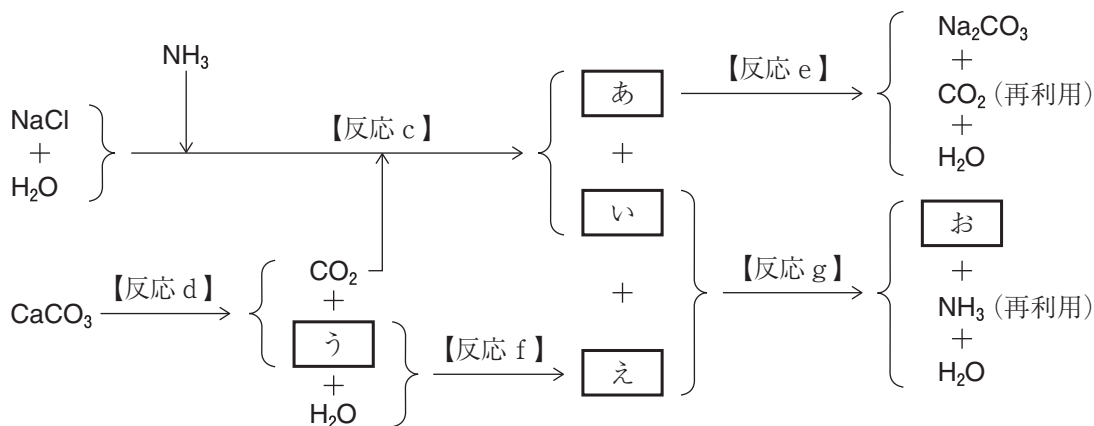 NH₃
NaCl
+
H₂O
【反応 c】
あ
+
い
【反応 e】
Na₂CO₃
+
CO₂（再利用）
+
H₂O
CaCO₃
【反応 d】
CO₂
+
う
+
H₂O
【反応 f】
+
え
【反応 g】
お
+
NH₃（再利用）
+
H₂O